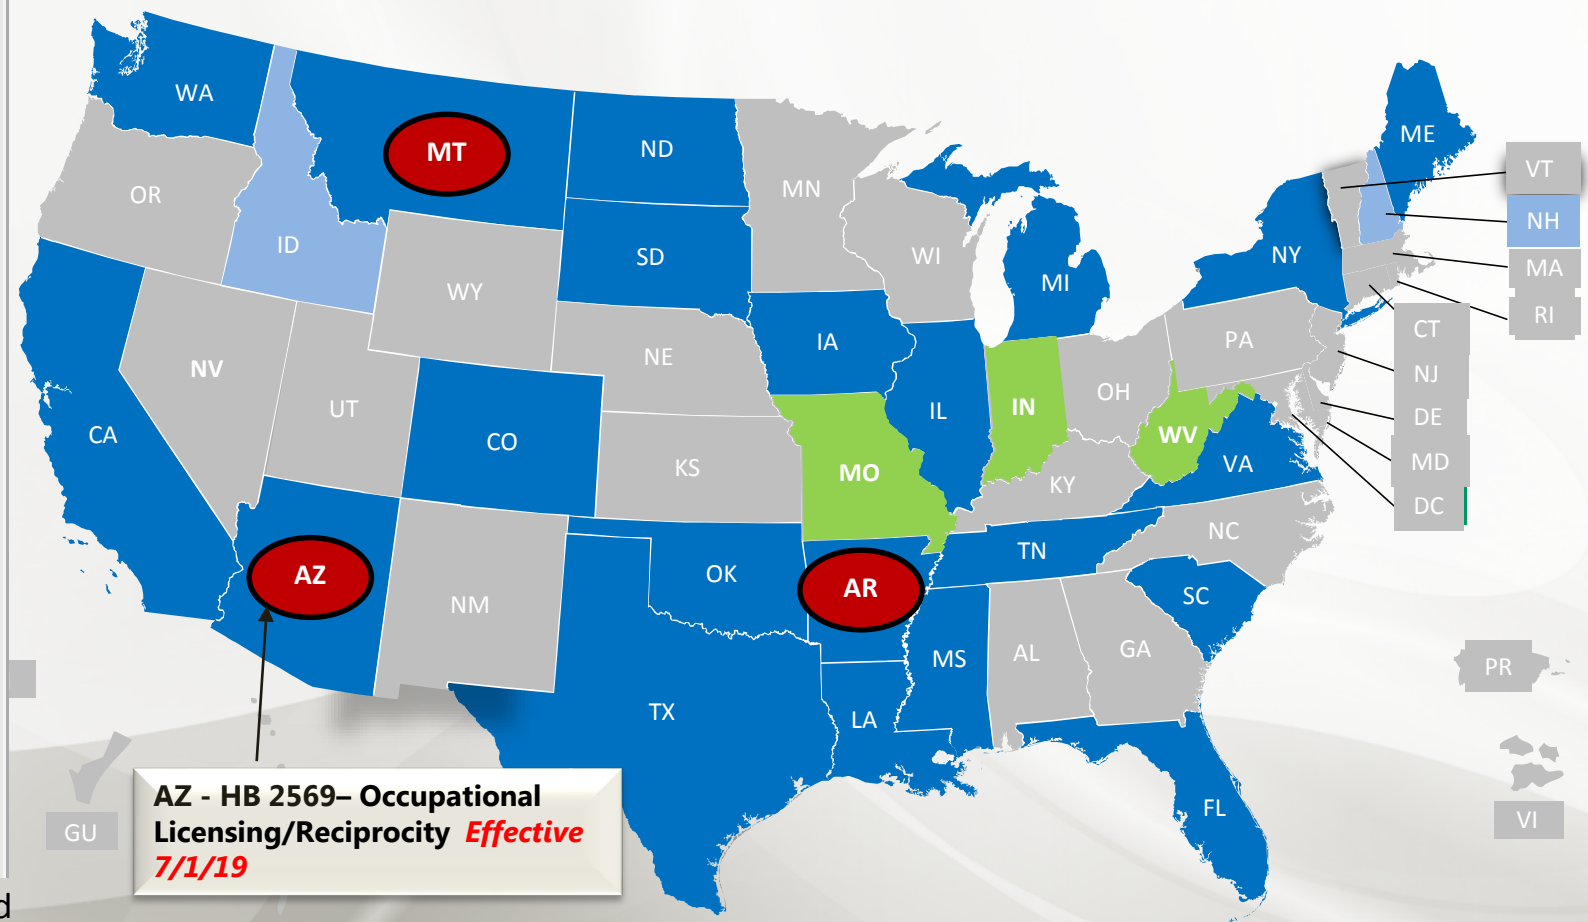 WA
MT
ND
MN
ME
VT
OR
ID
SD
WI
MI
NY
NH
MA
RI
WY
NE
IA
PA
CT
NV
UT
CO
KS
MO
IL
IN
OH
WV
VA
KY
NJ
DE
MD
DC
CA
AZ
NM
OK
AR
TN
NC
SC
MS
AL
GA
TX
LA
FL
PR
VI
GU
AZ - HB 2569– Occupational
Licensing/Reciprocity Effective
7/1/19
d